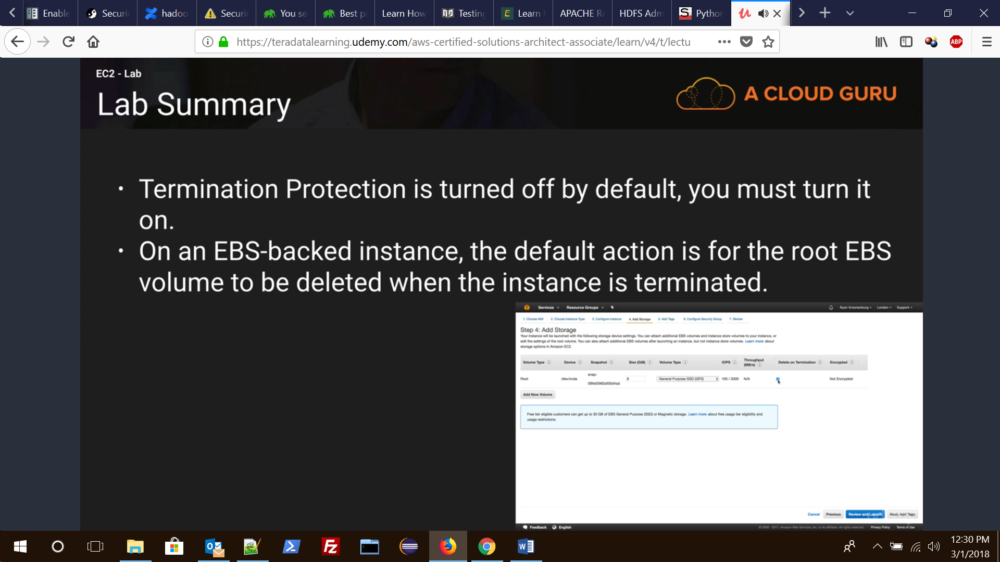 Enable
Securi
hadoo
Securi
You se
Best p
Learn How
Testing
E
Learn
APACHE RA
HDFS Adm
S
Python
https://teradatalearning.udemy.com/aws-certified-solutions-architect-associate/learn/v4/t/lectu
ABP
EC2 - Lab
Lab Summary
A CLOUD GURU
• Termination Protection is turned off by default, you must turn it
on.
• On an EBS-backed instance, the default action is for the root EBS
volume to be deleted when the instance is terminated.
Services Resource Groups Ryan Kroonenburg London Support
1. Choose AMI 2. Choose Instance Type 3. Configure Instance 4. Add Storage 5. Add Tags 6. Configure Security Group 7. Review
Step 4: Add Storage
Your instance will be launched with the following storage device settings. You can attach additional EBS volumes and instance store volumes to your instance, or
edit the settings of the root volume. You can also attach additional EBS volumes after launching an instance, but not instance store volumes. Learn more about
storage options in Amazon EC2.
Volume Type Device Snapshot Size (GiB) Volume Type IOPS Throughput (MB/s) Delete on Termination Encrypted
Root /dev/xvda snap- 8 General Purpose SSD (GP2) 100 / 3000 N/A Not Encrypted
Add New Volume
Free tier eligible customers can get up to 30 GB of EBS General Purpose (SSD) or Magnetic storage. Learn more about free usage tier eligibility and
usage restrictions.
Cancel Previous Review and Launch Next: Add Tags
Feedback English © 2008 - 2017, Amazon Web Services, Inc. or its affiliates. All rights reserved. Privacy Policy Terms of Use
12:30 PM
3/1/2018